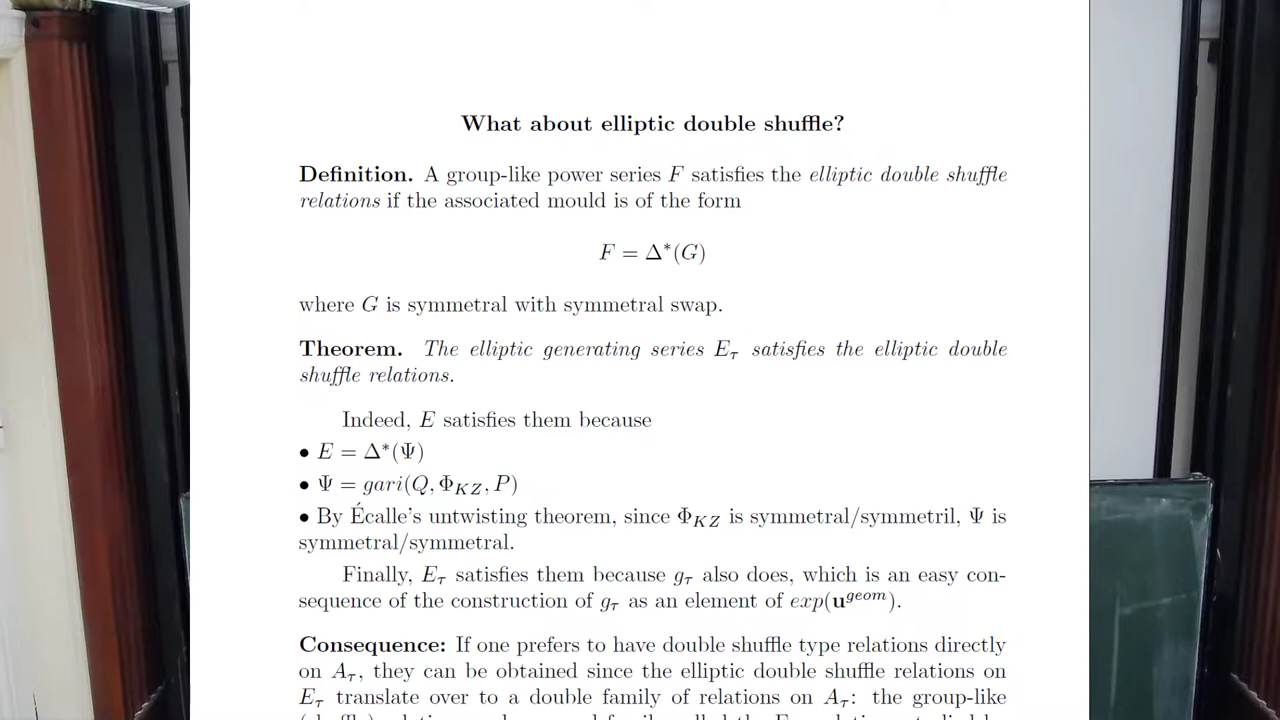 What about elliptic double shuffle?
Definition. A group-like power series F satisfies the elliptic double shuffle
relations if the associated mould is of the form
F = Δ*(G)
where G is symmetral with symmetral swap.
Theorem. The elliptic generating series E_τ satisfies the elliptic double
shuffle relations.
Indeed, E satisfies them because
• E = Δ*(Ψ)
• Ψ = gari(Q, Φ_KZ, P)
• By Écalle's untwisting theorem, since Φ_KZ is symmetral/symmetril, Ψ is
symmetral/symmetral.
Finally, E_τ satisfies them because g_τ also does, which is an easy con-
sequence of the construction of g_τ as an element of exp(u^geom).
Consequence: If one prefers to have double shuffle type relations directly
on A_τ, they can be obtained since the elliptic double shuffle relations on
E_τ translate over to a double family of relations on A_τ: the group-like